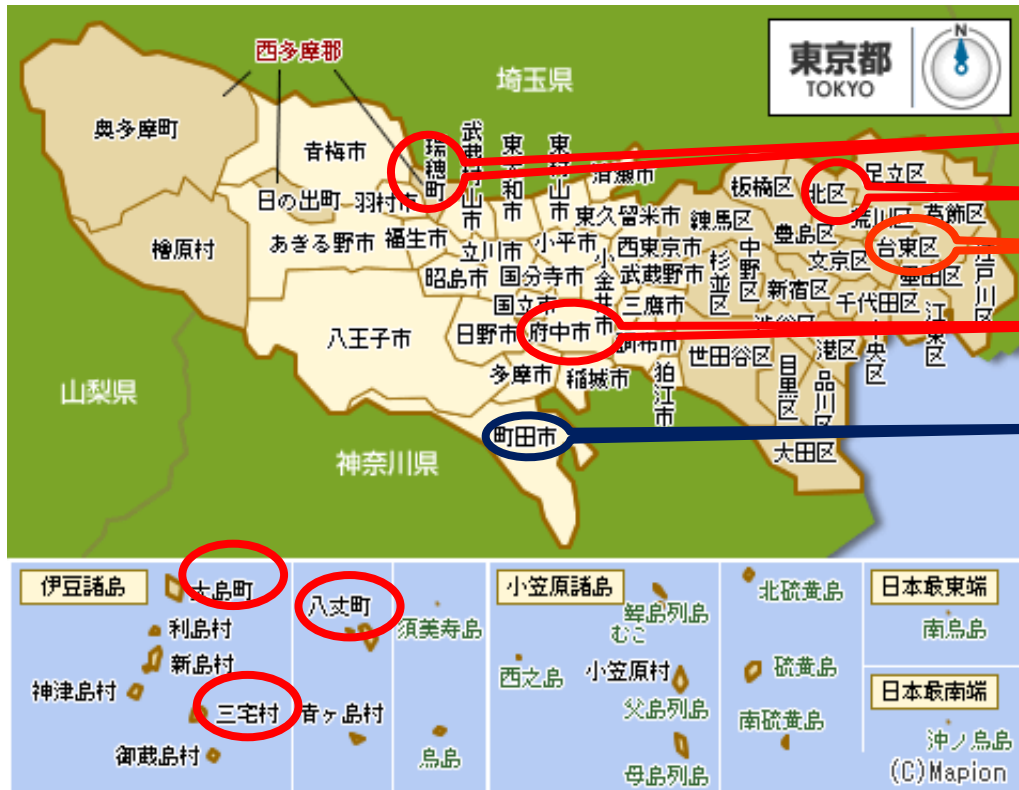 東京都
TOKYO
N
埼玉県
山梨県
神奈川県
西多摩郡
奥多摩町
青梅市
瑞穂町
武蔵村山市
東大和市
東村山市
清瀬市
日の出町
羽村市
檜原村
あきる野市
福生市
立川市
小平市
東久留米市
西東京市
昭島市
国分寺市
小金井市
武蔵野市
国立市
三鷹市
八王子市
日野市
府中市
調布市
多摩市
稲城市
狛江市
町田市
板橋区
北区
足立区
練馬区
豊島区
荒川区
葛飾区
中野区
杉並区
文京区
台東区
墨田区
江戸川区
新宿区
千代田区
江東区
渋谷区
中央区
港区
世田谷区
目黒区
品川区
大田区
伊豆諸島
大島町
利島村
新島村
神津島村
三宅村
御蔵島村
八丈町
青ヶ島村
須美寿島
鳥島
小笠原諸島
聟島列島
むこ
西之島
小笠原村
父島列島
母島列島
北硫黄島
硫黄島
南硫黄島
日本最東端
南鳥島
日本最南端
沖ノ鳥島
(C)Mapion